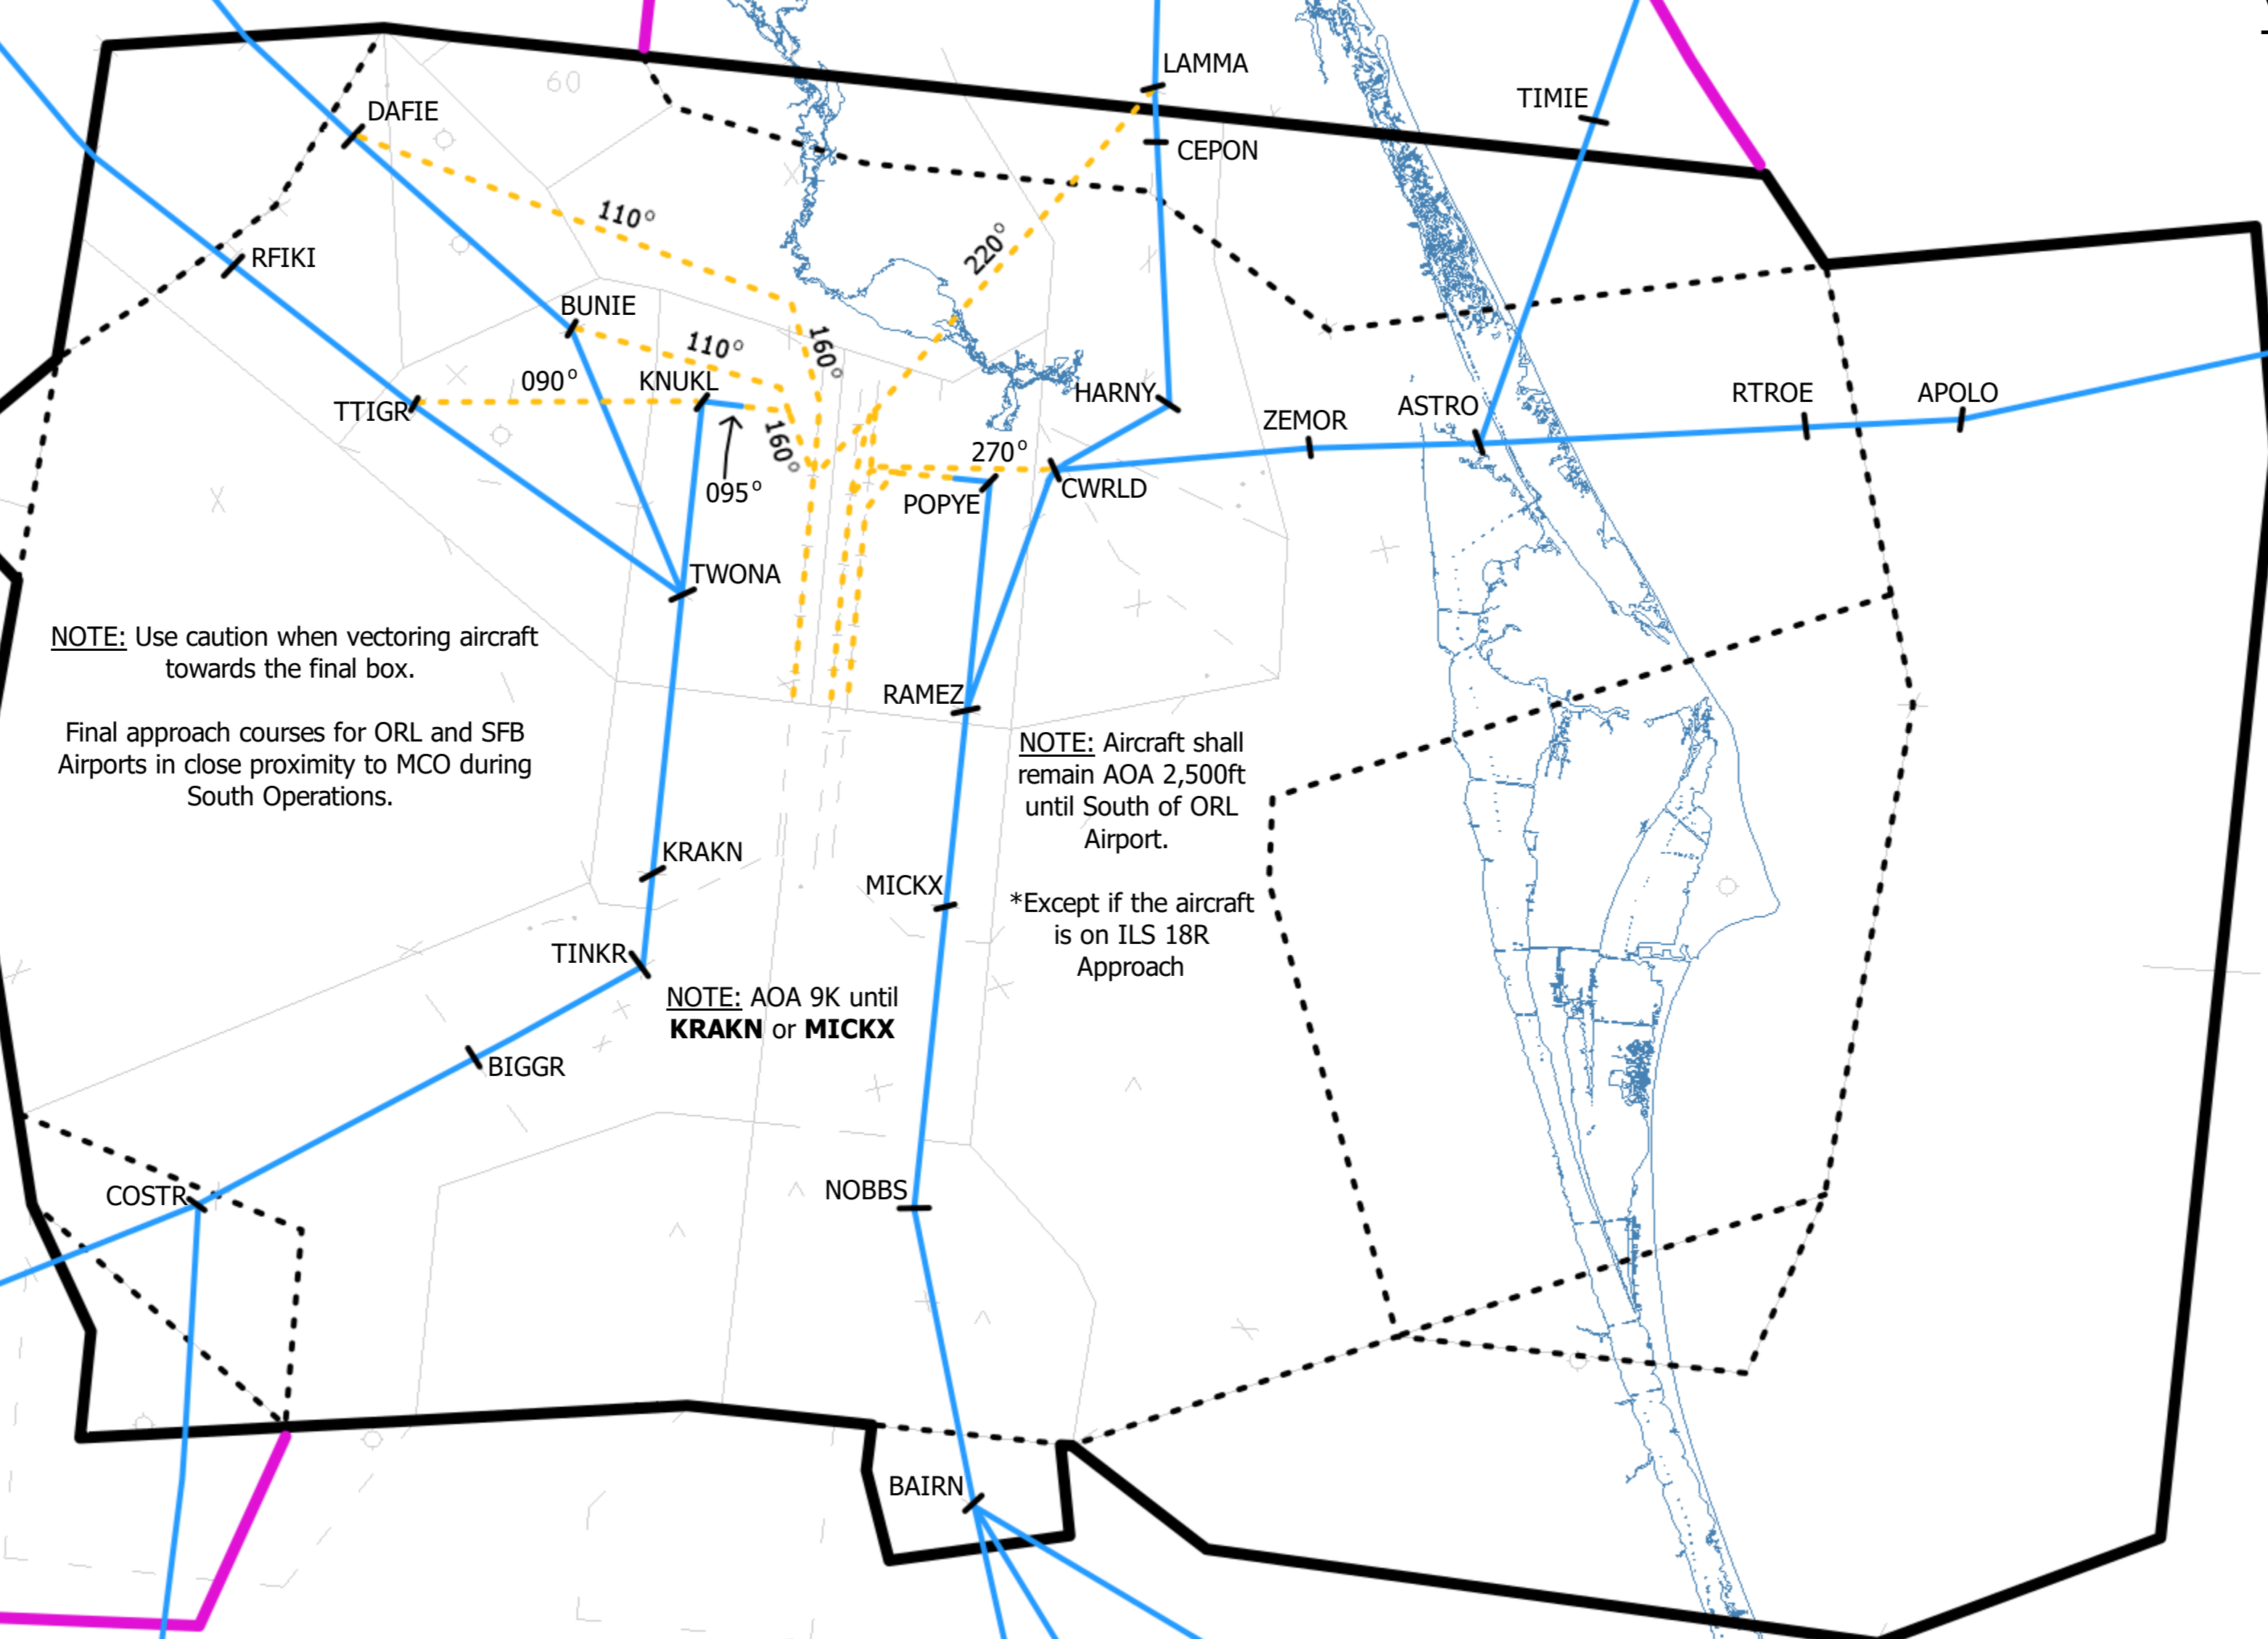 LAMMA
60
TIMIE
DAFIE
CEPON
110°
220°
RFIKI
BUNIE
110°
160°
090°
KNUKL
TTIGR
HARNY
ASTRO
RTROE
APOLO
ZEMOR
160°
270°
095°
POPYE
CWRLD
TWONA
NOTE: Use caution when vectoring aircraft
towards the final box.
Final approach courses for ORL and SFB
Airports in close proximity to MCO during
South Operations.
RAMEZ
NOTE: Aircraft shall
remain AOA 2,500ft
until South of ORL
Airport.
*Except if the aircraft
is on ILS 18R
Approach
KRAKN
MICKX
TINKR
NOTE: AOA 9K until
KRAKN or MICKX
BIGGR
COSTR
NOBBS
BAIRN